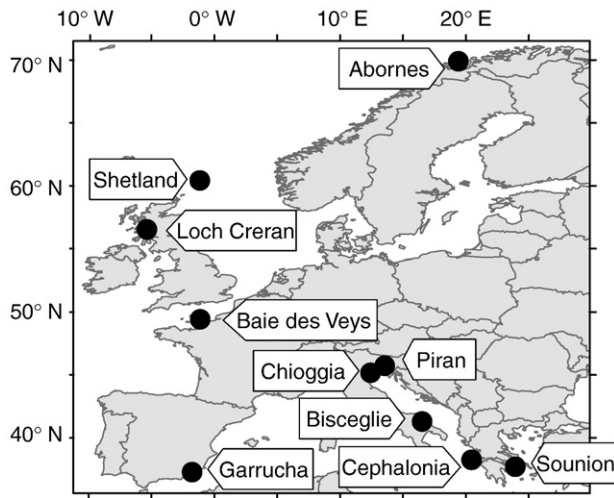 10° W 0° W 10° E 20° E
70° N
Abornes
60° N
Shetland
Loch Creran
50° N
Baie des Veys
Chioggia
Piran
Bisceglie
40° N
Garrucha
Cephalonia
Sounion